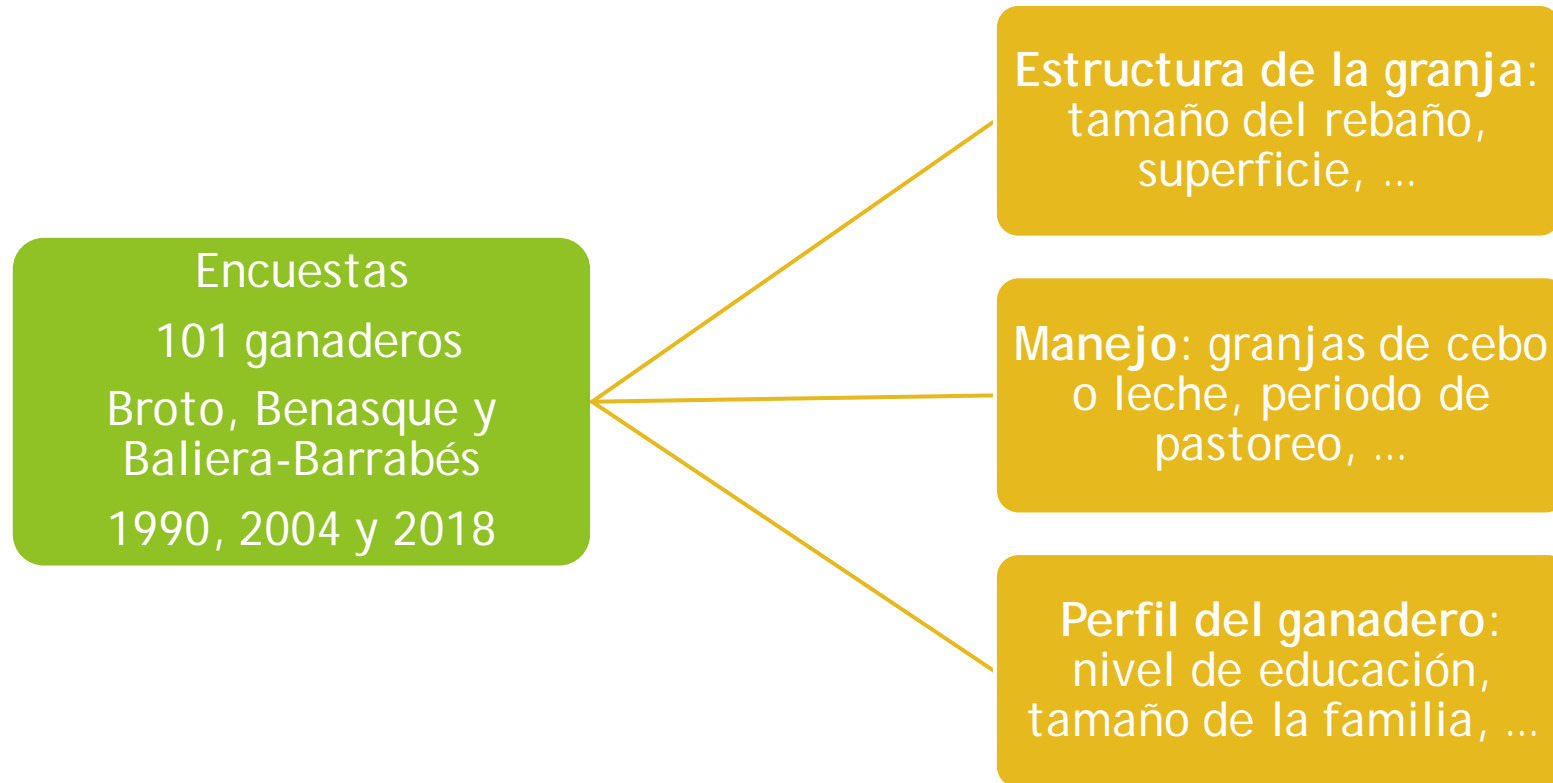 Encuestas
101 ganaderos
Broto, Benasque y
Baliera-Barrabés
1990, 2004 y 2018
Estructura de la granja:
tamaño del rebaño,
superficie, ...
Manejo: granjas de cebo
o leche, periodo de
pastoreo, ...
Perfil del ganadero:
nivel de educación,
tamaño de la familia, ...